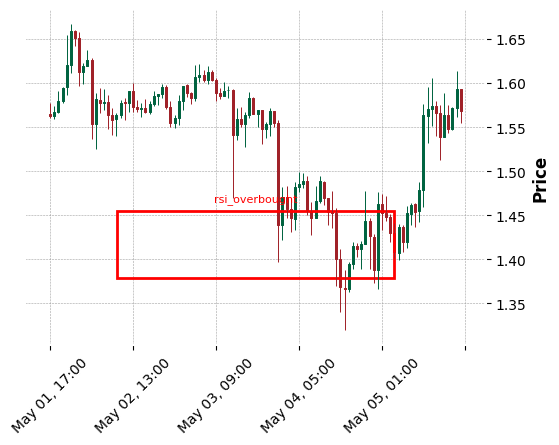 1.65
1.60
1.55
1.50
1.45
1.40
1.35
Price
rsi_overbought
May 01, 17:00
May 02, 13:00
May 03, 09:00
May 04, 05:00
May 05, 01:00